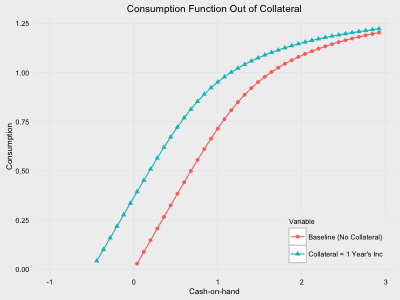 Consumption Function Out of Collateral
1.25
1.00
0.75
0.50
0.25
0.00
Consumption
Variable
Baseline (No Collateral)
Collateral = 1 Year's Inc
-1
0
1
2
3
Cash-on-hand